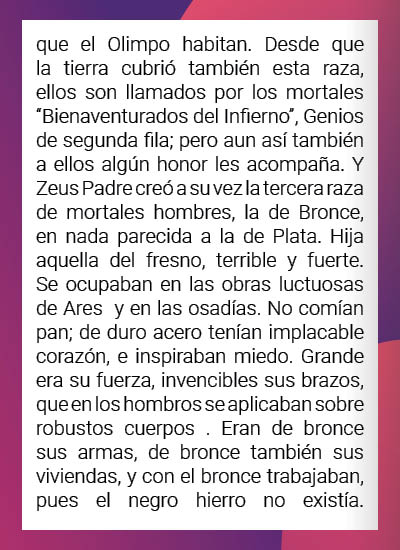 que el Olimpo habitan. Desde que
la tierra cubrió también esta raza,
ellos son llamados por los mortales
“Bienaventurados del Infierno”, Genios
de segunda fila; pero aun así también
a ellos algún honor les acompaña. Y
Zeus Padre creó a su vez la tercera raza
de mortales hombres, la de Bronce,
en nada parecida a la de Plata. Hija
aquella del fresno, terrible y fuerte.
Se ocupaban en las obras luctuosas
de Ares  y en las osadías. No comían
pan; de duro acero tenían implacable
corazón, e inspiraban miedo. Grande
era su fuerza, invencibles sus brazos,
que en los hombros se aplicaban sobre
robustos cuerpos . Eran de bronce
sus armas, de bronce también sus
viviendas, y con el bronce trabajaban,
pues el negro hierro no existía.